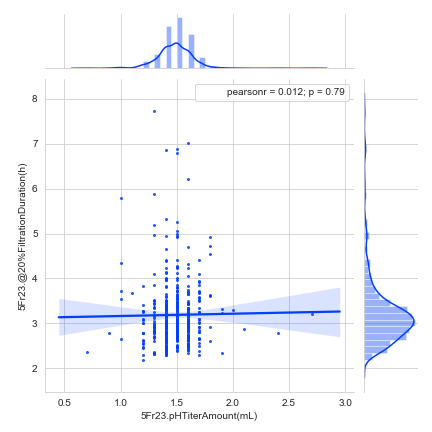 pearsonr = 0.012; p = 0.79
8
7
6
5
4
3
2
5Fr23.@20%FiltrationDuration(h)
0.5 1.0 1.5 2.0 2.5 3.0
5Fr23.pHTiterAmount(mL)